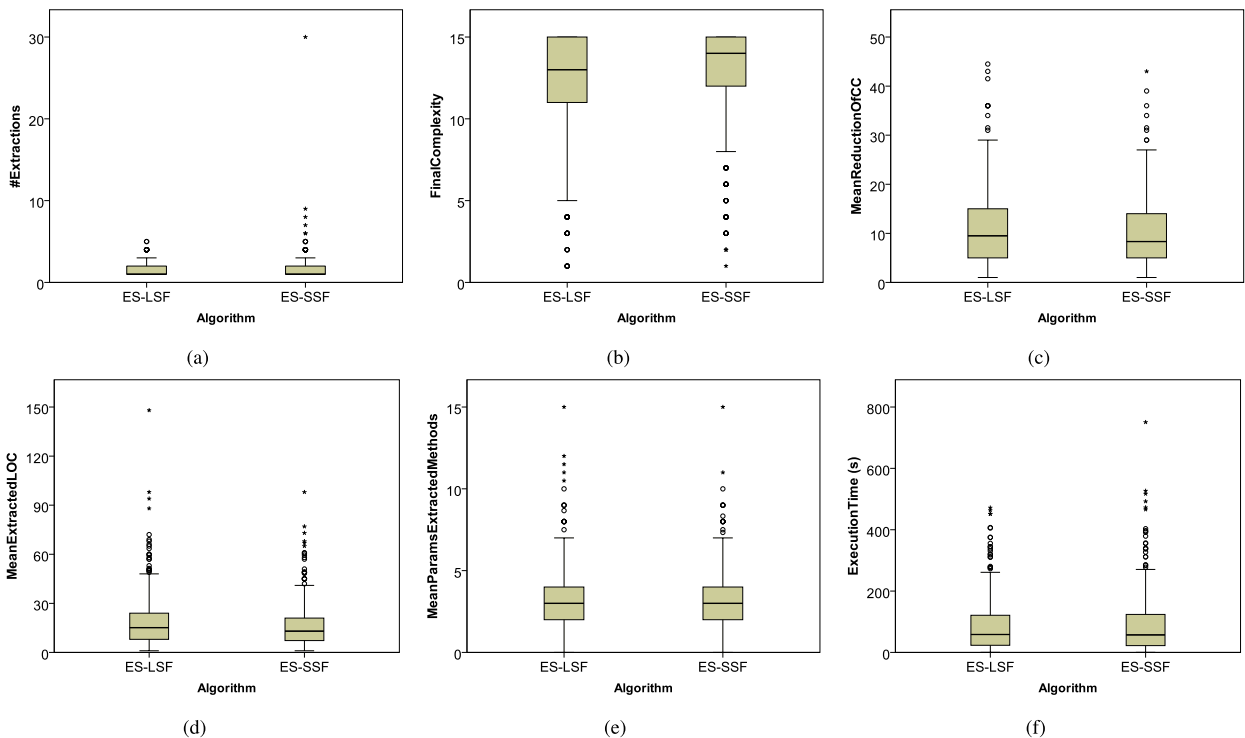 #Extractions
30
20
10
0
ES-LSF ES-SSF
Algorithm
(a)
FinalComplexity
15
10
5
0
ES-LSF ES-SSF
Algorithm
(b)
MeanReductionOfCC
50
40
30
20
10
0
ES-LSF ES-SSF
Algorithm
(c)
MeanExtractedLOC
150
120
90
60
30
0
ES-LSF ES-SSF
Algorithm
(d)
MeanParamsExtractedMethods
15
10
5
0
ES-LSF ES-SSF
Algorithm
(e)
ExecutionTime (s)
800
600
400
200
0
ES-LSF ES-SSF
Algorithm
(f)